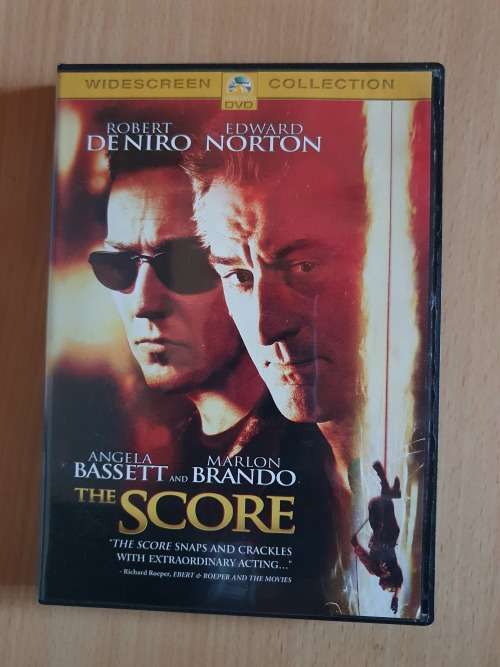 WIDESCREEN COLLECTION
DVD
ROBERT EDWARD
DE NIRO NORTON
ANGELA MARLON
BASSETT AND BRANDO
THE SCORE
"THE SCORE SNAPS AND CRACKLES
WITH EXTRAORDINARY ACTING..."
- Richard Roeper, EBERT & ROEPER AND THE MOVIES